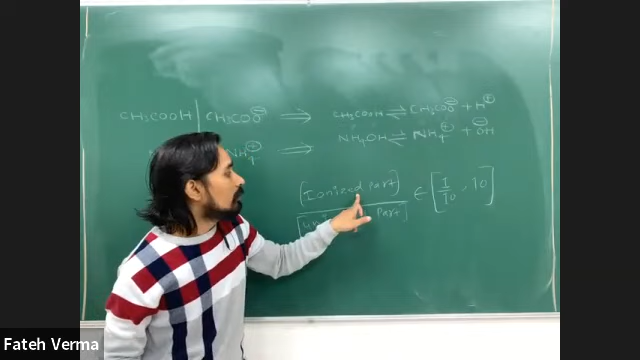 CH₃COOH | CH₃COO⊖ ⟹ CH₃COOH ⇌ CH₃COO⊖ + H⊕
NH₄⊕ ⟹ NH₄OH ⇌ NH₄⊕ + OH⊖
[Ionized Part] ∈ [1/10, 10]
Part]
Fateh Verma